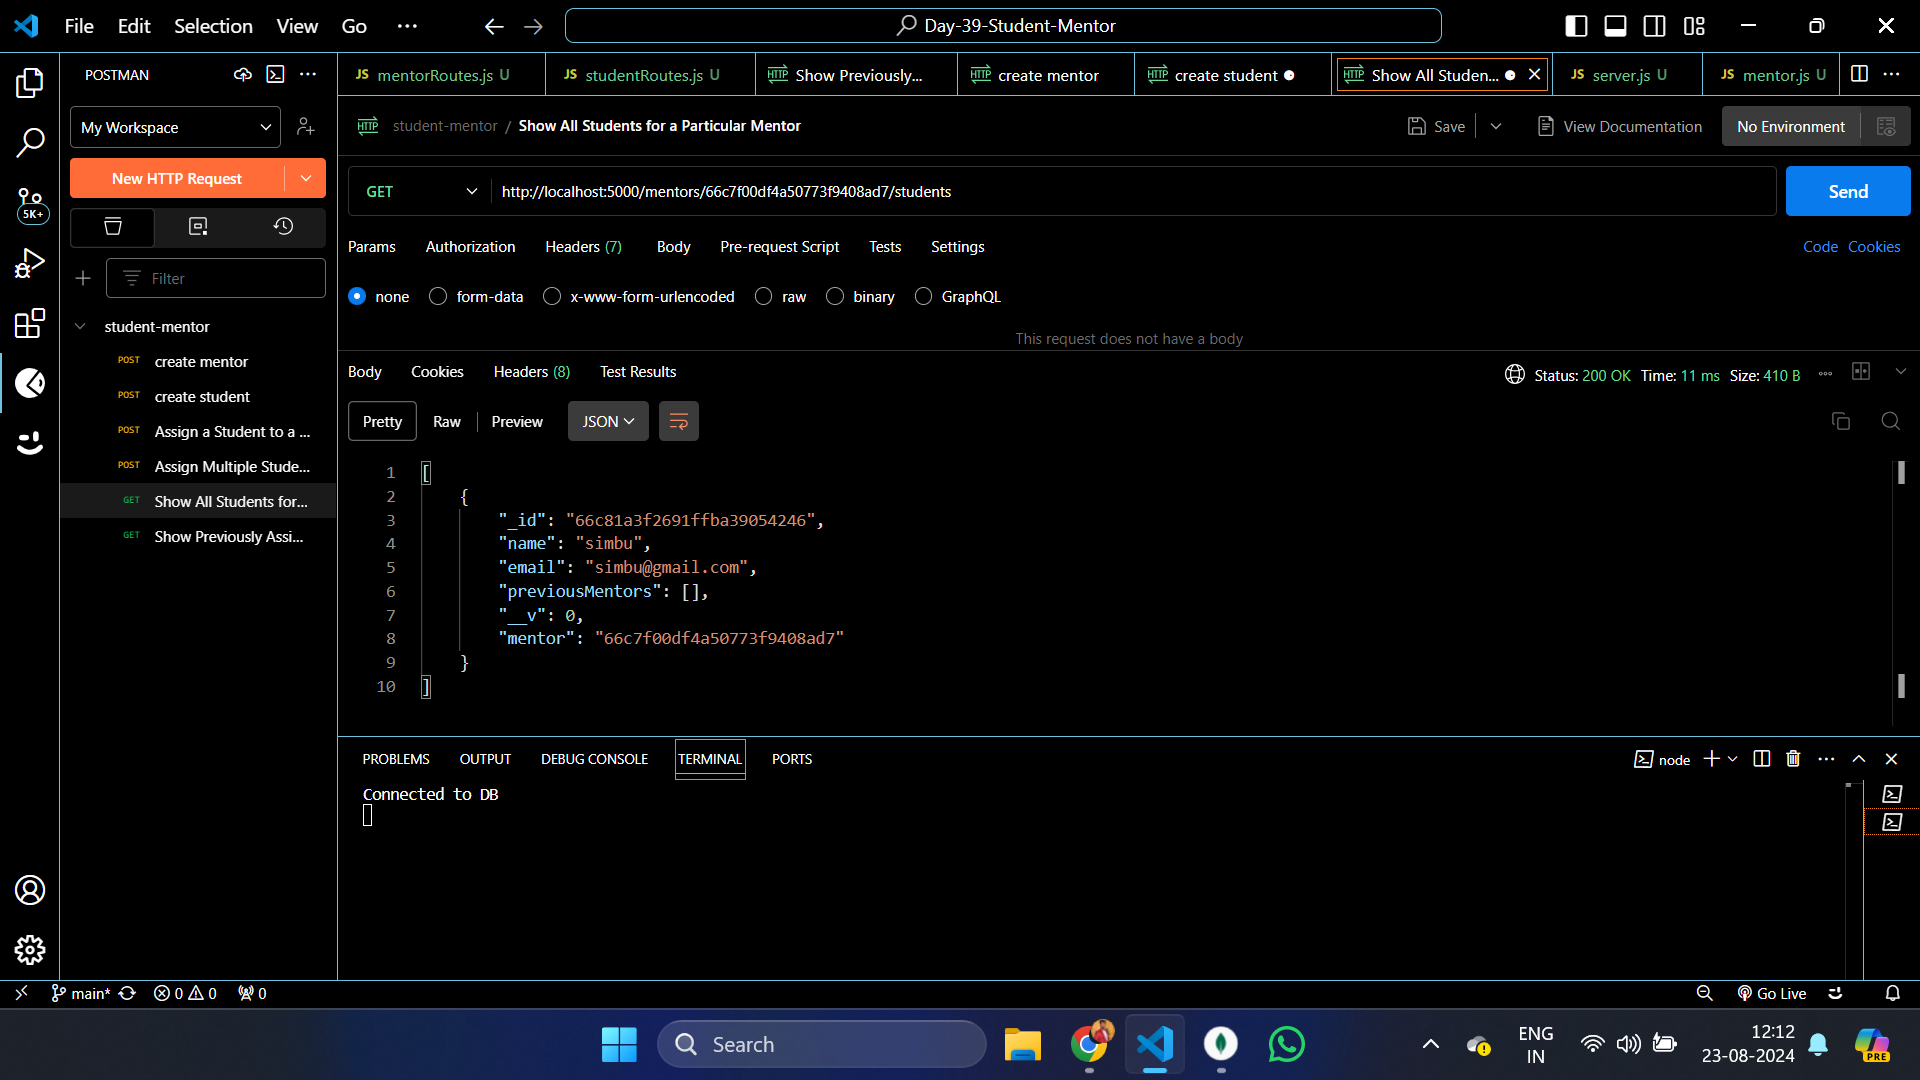 File Edit Selection View Go ···
Day-39-Student-Mentor
POSTMAN
My Workspace
New HTTP Request
5K+
Filter
student-mentor
POST create mentor
POST create student
POST Assign a Student to a ...
POST Assign Multiple Stude...
GET Show All Students for...
GET Show Previously Assi...
JS mentorRoutes.js U
JS studentRoutes.js U
HTTP Show Previously...
HTTP create mentor
HTTP create student
HTTP Show All Studen...
JS server.js U
JS mentor.js U
HTTP student-mentor / Show All Students for a Particular Mentor
Save
View Documentation
No Environment
GET http://localhost:5000/mentors/66c7f00df4a50773f9408ad7/students
Send
Params Authorization Headers (7) Body Pre-request Script Tests Settings
Code Cookies
none form-data x-www-form-urlencoded raw binary GraphQL
This request does not have a body
Body Cookies Headers (8) Test Results
Status: 200 OK Time: 11 ms Size: 410 B
Pretty Raw Preview JSON
1 [
2 {
3 "_id": "66c81a3f2691ffba39054246",
4 "name": "simbu",
5 "email": "simbu@gmail.com",
6 "previousMentors": [],
7 "__v": 0,
8 "mentor": "66c7f00df4a50773f9408ad7"
9 }
10 ]
PROBLEMS OUTPUT DEBUG CONSOLE TERMINAL PORTS
node
Connected to DB
main* 0 0 0
Go Live
Search
ENG
IN
12:12
23-08-2024
PRE